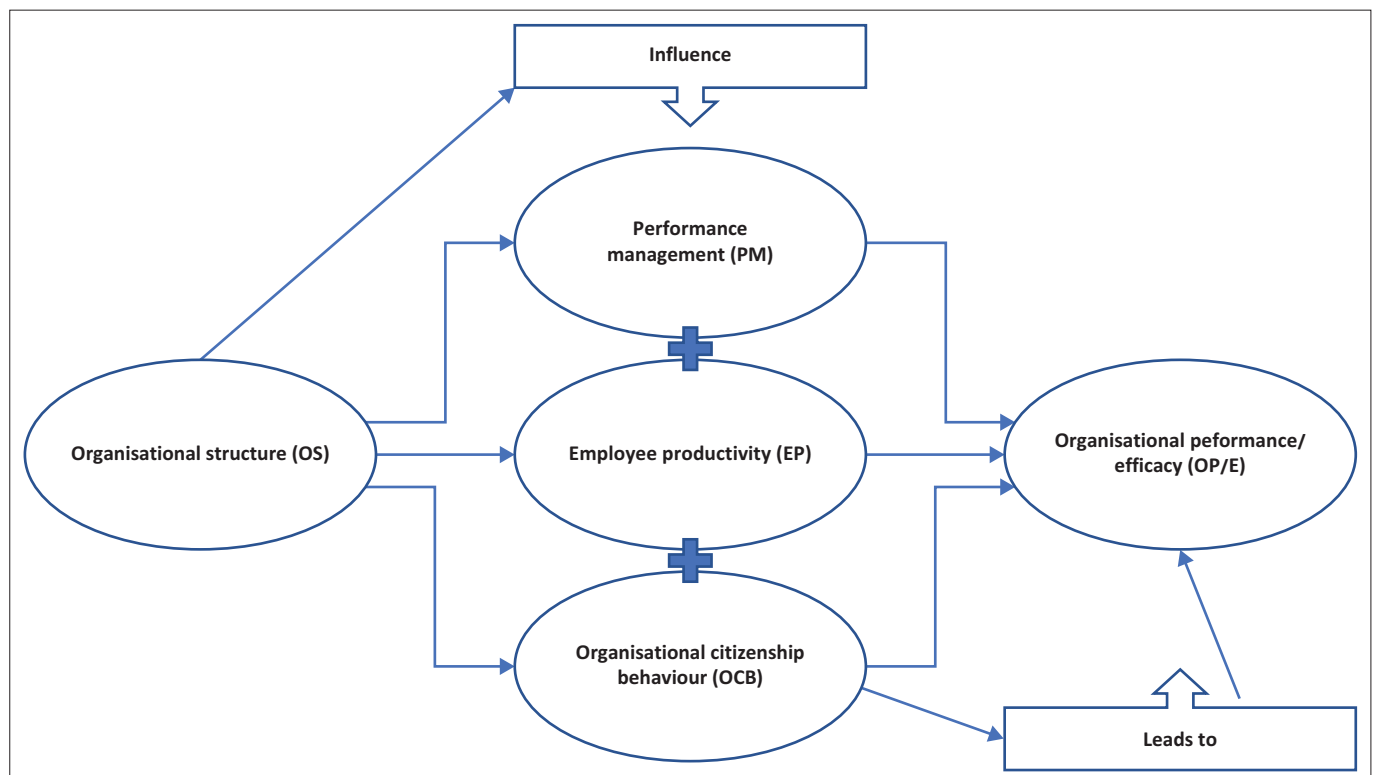 Influence
Performance
management (PM)
Organisational structure (OS)
Employee productivity (EP)
Organisational peformance/
efficacy (OP/E)
Organisational citizenship
behaviour (OCB)
Leads to